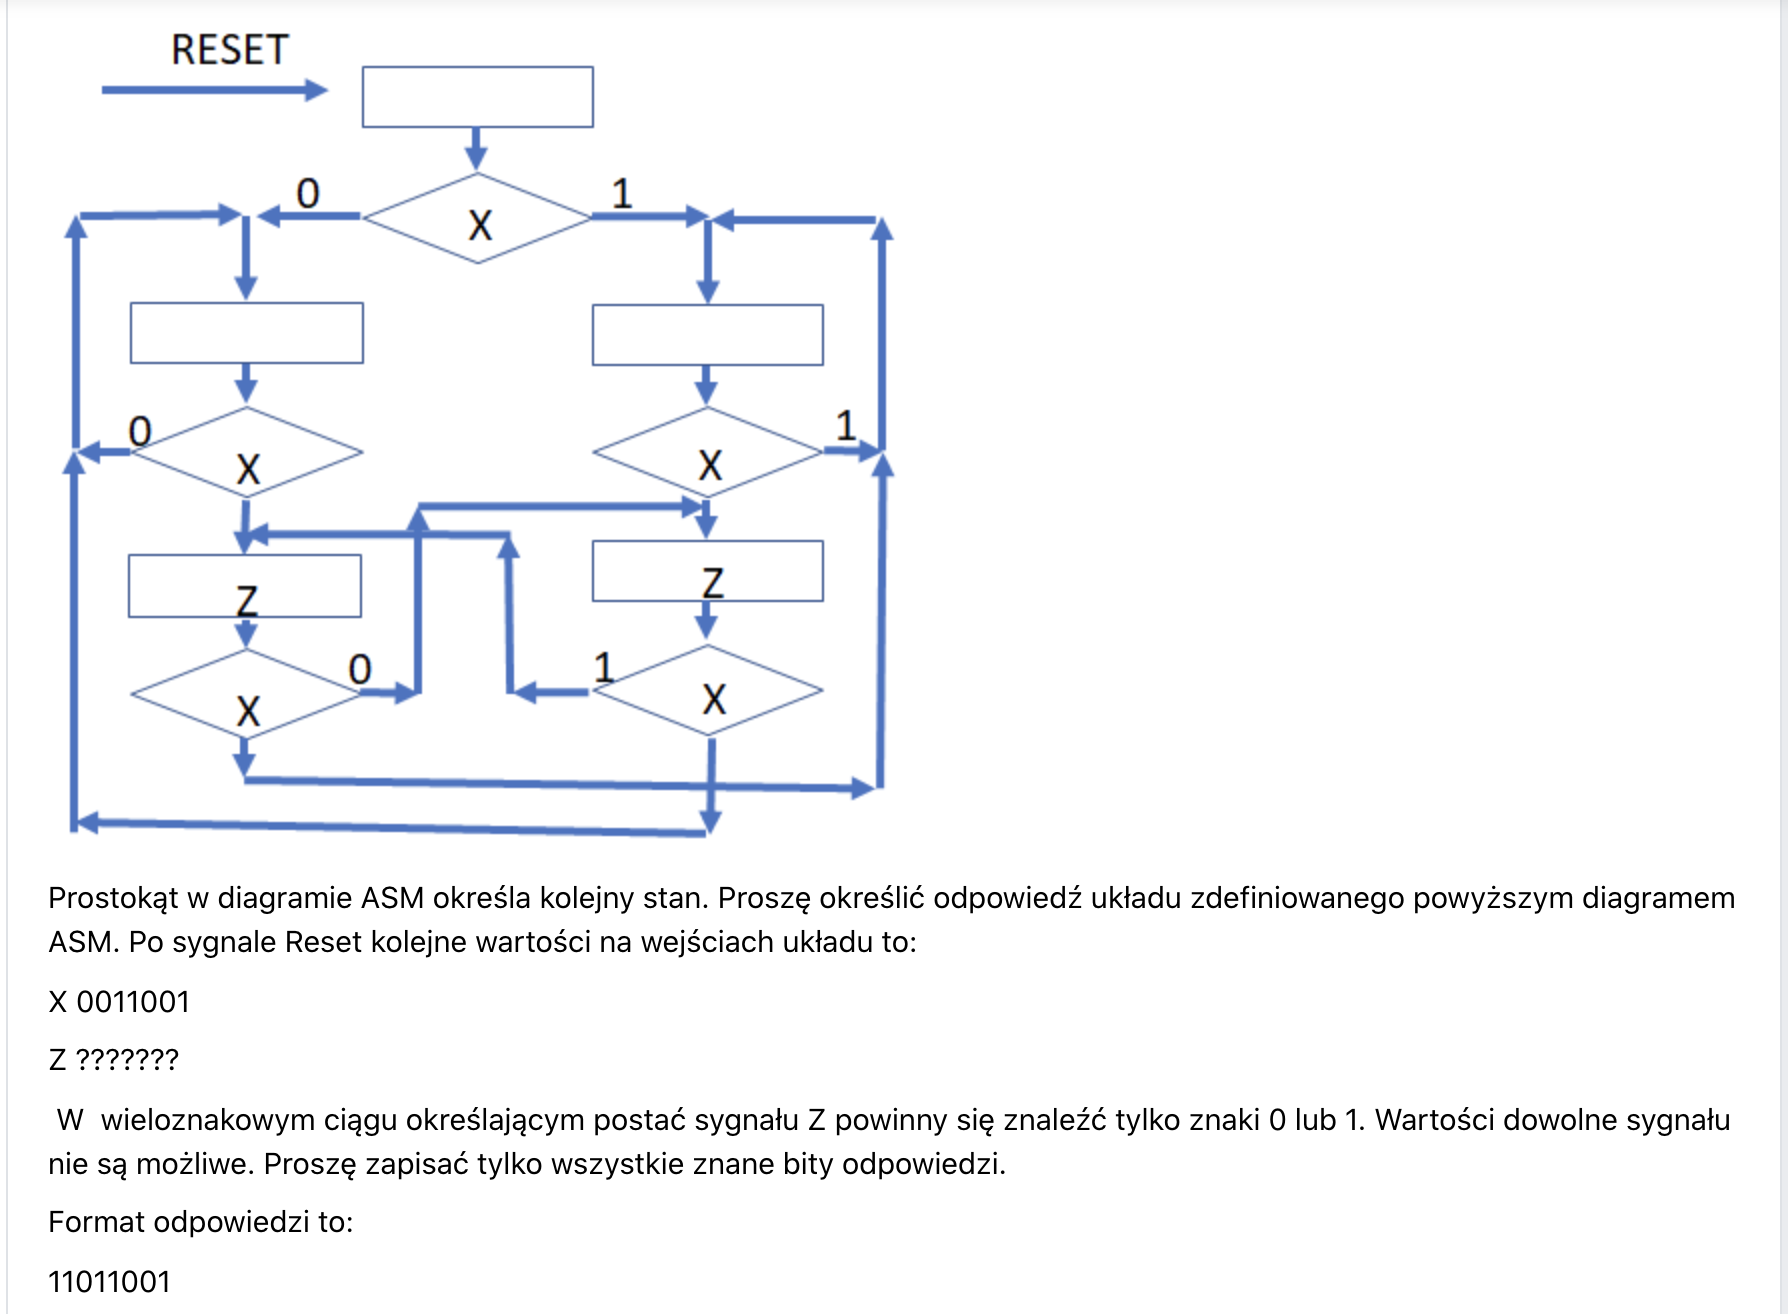 RESET
0
1
X
0
X
X
1
Z
Z
0
X
1
X
Prostokąt w diagramie ASM określa kolejny stan. Proszę określić odpowiedź układu zdefiniowanego powyższym diagramem
ASM. Po sygnale Reset kolejne wartości na wejściach układu to:
X 0011001
Z ???????
W  wieloznakowym ciągu określającym postać sygnału Z powinny się znaleźć tylko znaki 0 lub 1. Wartości dowolne sygnału
nie są możliwe. Proszę zapisać tylko wszystkie znane bity odpowiedzi.
Format odpowiedzi to:
11011001